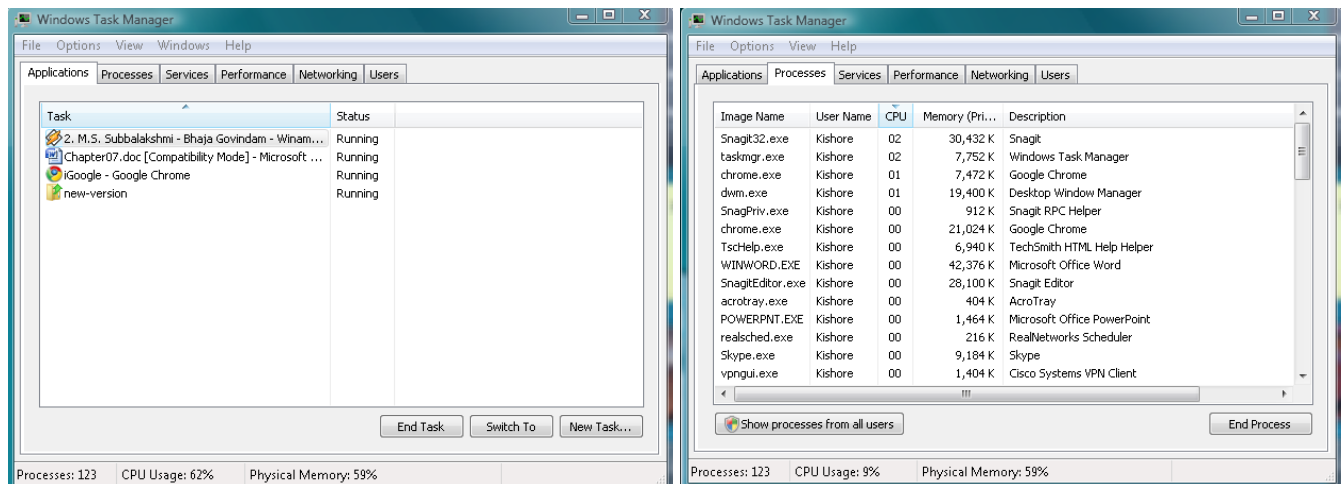 Windows Task Manager
File Options View Windows Help
Applications Processes Services Performance Networking Users
Task Status
2. M.S. Subbalakshmi - Bhaja Govindam - Winam... Running
Chapter07.doc [Compatibility Mode] - Microsoft ... Running
iGoogle - Google Chrome Running
new-version Running
End Task Switch To New Task...
Processes: 123 CPU Usage: 62% Physical Memory: 59%
Windows Task Manager
File Options View Help
Applications Processes Services Performance Networking Users
Image Name User Name CPU Memory (Pri... Description
Snagit32.exe Kishore 02 30,432 K Snagit
taskmgr.exe Kishore 02 7,752 K Windows Task Manager
chrome.exe Kishore 01 7,472 K Google Chrome
dwm.exe Kishore 01 19,400 K Desktop Window Manager
SnagPriv.exe Kishore 00 912 K Snagit RPC Helper
chrome.exe Kishore 00 21,024 K Google Chrome
TscHelp.exe Kishore 00 6,940 K TechSmith HTML Help Helper
WINWORD.EXE Kishore 00 42,376 K Microsoft Office Word
SnagitEditor.exe Kishore 00 28,100 K Snagit Editor
acrotray.exe Kishore 00 404 K AcroTray
POWERPNT.EXE Kishore 00 1,464 K Microsoft Office PowerPoint
realsched.exe Kishore 00 216 K RealNetworks Scheduler
Skype.exe Kishore 00 9,184 K Skype
vpngui.exe Kishore 00 1,404 K Cisco Systems VPN Client
Show processes from all users End Process
Processes: 123 CPU Usage: 9% Physical Memory: 59%